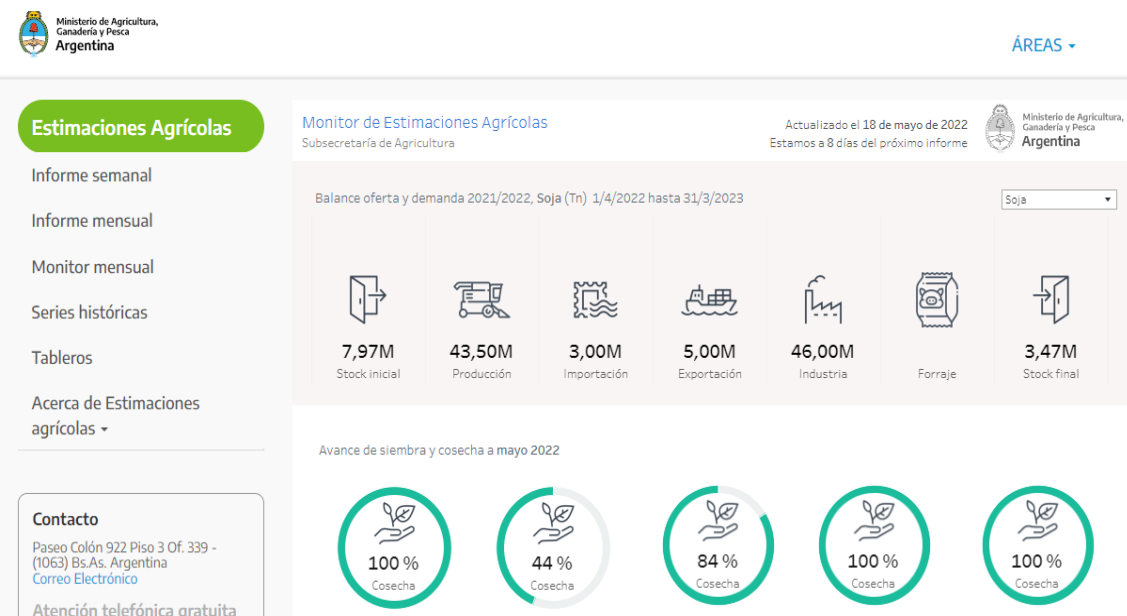 Ministerio de Agricultura,
Ganadería y Pesca
Argentina
ÁREAS
Estimaciones Agrícolas
Informe semanal
Informe mensual
Monitor mensual
Series históricas
Tableros
Acerca de Estimaciones
agrícolas
Contacto
Paseo Colón 922 Piso 3 Of. 339 -
(1063) Bs.As. Argentina
Correo Electrónico
Atención telefónica gratuita
Monitor de Estimaciones Agrícolas
Subsecretaría de Agricultura
Actualizado el 18 de mayo de 2022
Estamos a 8 días del próximo informe
Ministerio de Agricultura,
Ganadería y Pesca
Argentina
Balance oferta y demanda 2021/2022, Soja (Tn) 1/4/2022 hasta 31/3/2023
Soja
7,97M
Stock inicial
43,50M
Producción
3,00M
Importación
5,00M
Exportación
46,00M
Industria
Forraje
3,47M
Stock final
Avance de siembra y cosecha a mayo 2022
100 %
Cosecha
44 %
Cosecha
84 %
Cosecha
100 %
Cosecha
100 %
Cosecha